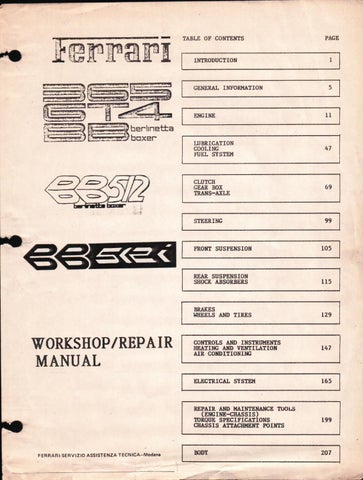 Ferrari
365
GT4
BB berlinetta
boxer
BB512
berlinetta boxer
BB512i
WORKSHOP/REPAIR
MANUAL
FERRARI SERVIZIO ASSISTENZA TECNICA—Modena
TABLE OF CONTENTS PAGE
INTRODUCTION 1
GENERAL INFORMATION 5
ENGINE 11
LUBRICATION
COOLING 47
FUEL SYSTEM
CLUTCH
GEAR BOX 69
TRANS-AXLE
STEERING 99
FRONT SUSPENSION 105
REAR SUSPENSION
SHOCK ABSORBERS 115
BRAKES
WHEELS AND TIRES 129
CONTROLS AND INSTRUMENTS
HEATING AND VENTILATION 147
AIR CONDITIONING
ELECTRICAL SYSTEM 165
REPAIR AND MAINTENANCE TOOLS
(ENGINE-CHASSIS)
TORQUE SPECIFICATIONS 199
CHASSIS ATTACHMENT POINTS
BODY 207